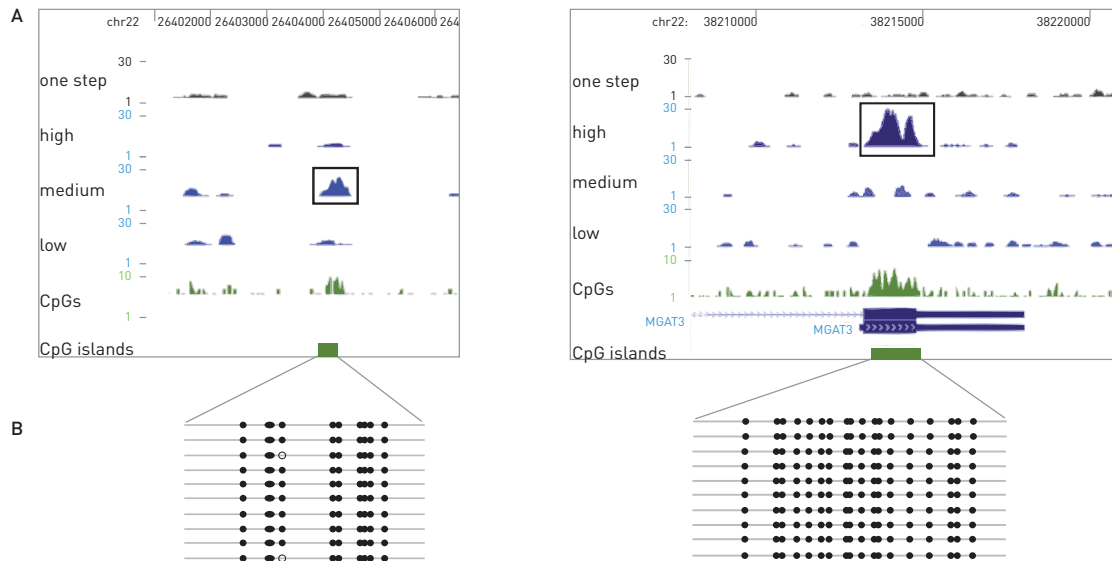 A
chr22 26402000 26403000 26404000 26405000 26406000 264
30
one step
1
30
high
1
30
medium
1
30
low
1
10
CpGs
1
CpG islands
chr22: 38210000 38215000 38220000
30
one step
1
30
high
1
30
medium
1
30
low
1
10
CpGs
1
MGAT3
MGAT3
CpG islands
B